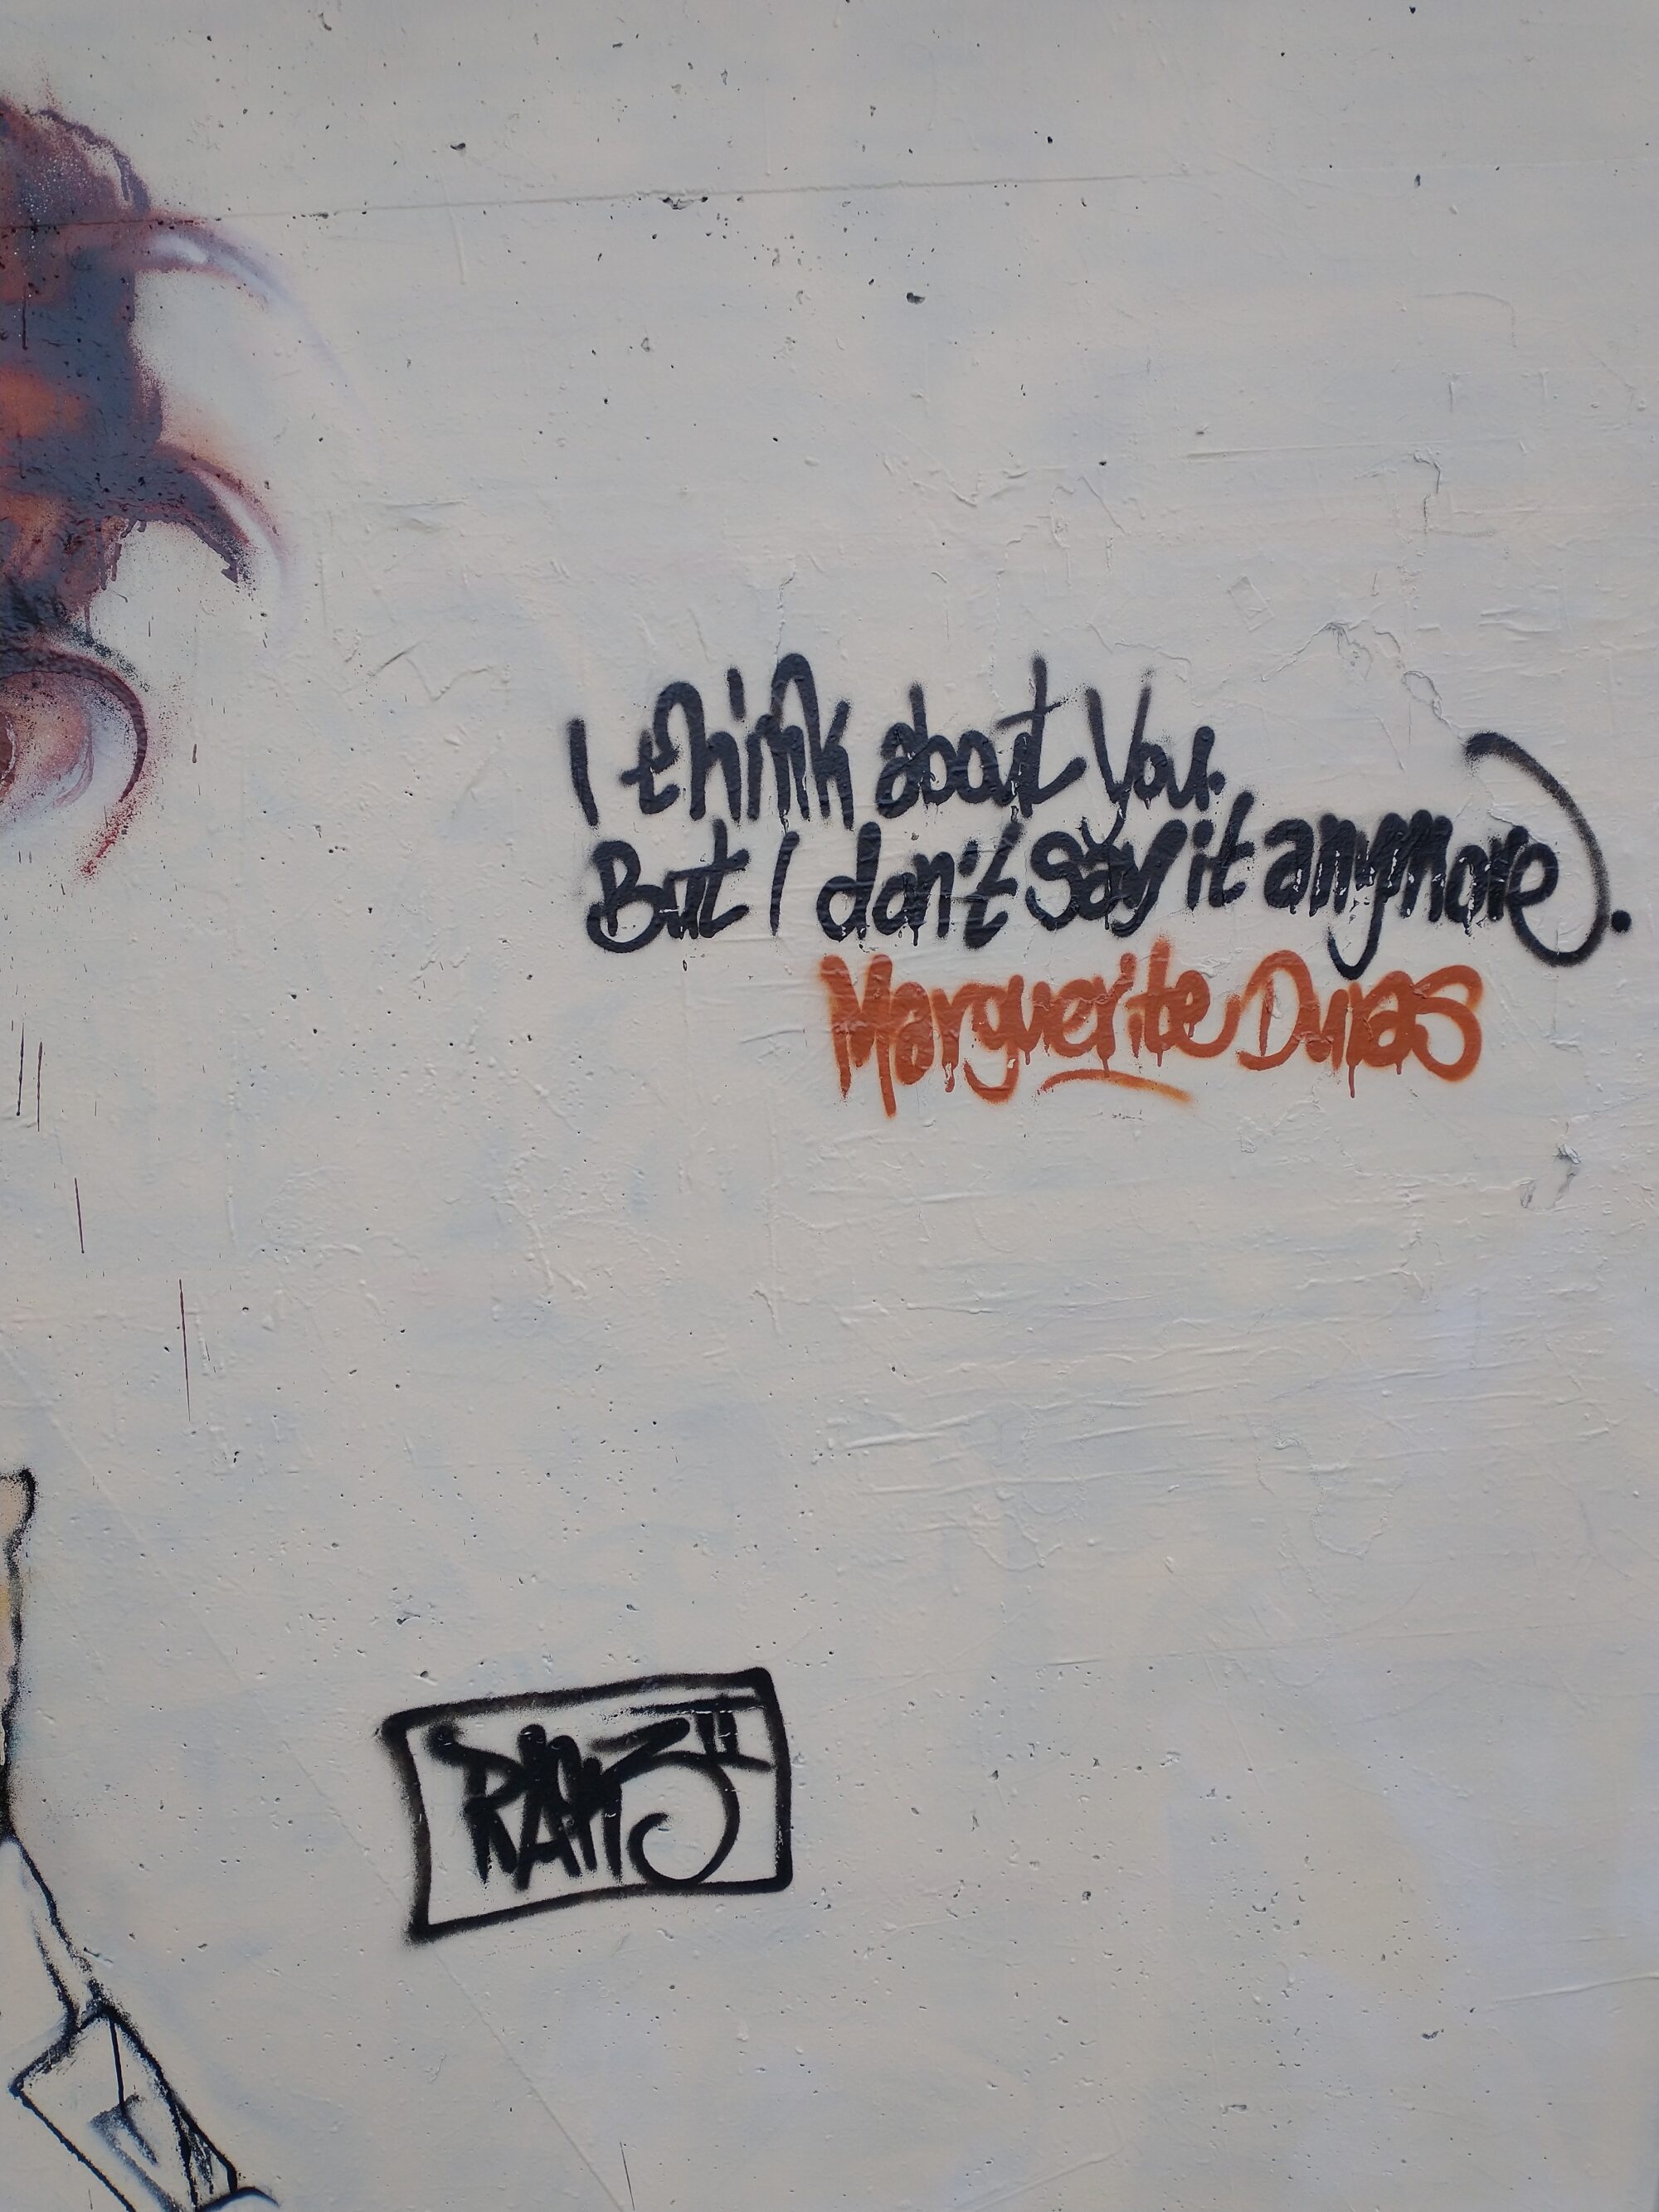 I think about you.
But I don't say it anymore.
Marguerite Duras